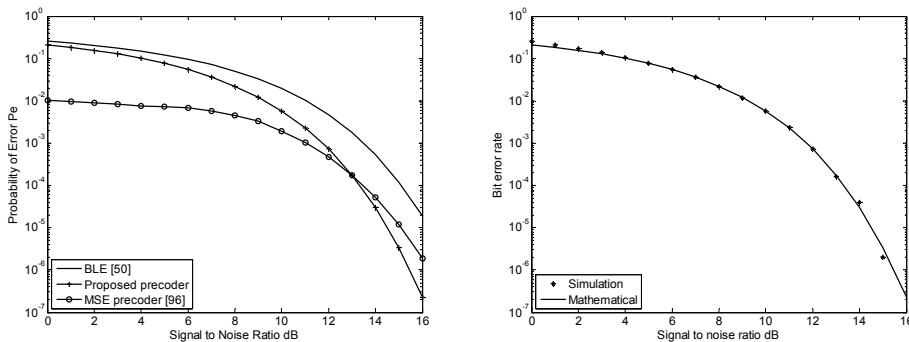 10^0
10^-1
10^-2
10^-3
10^-4
10^-5
10^-6
10^-7
Probability of Error Pe
BLE [50]
Proposed precoder
MSE precoder [96]
0 2 4 6 8 10 12 14 16
Signal to Noise Ratio dB
10^0
10^-1
10^-2
10^-3
10^-4
10^-5
10^-6
10^-7
Bit error rate
Simulation
Mathematical
0 2 4 6 8 10 12 14 16
Signal to noise ratio dB